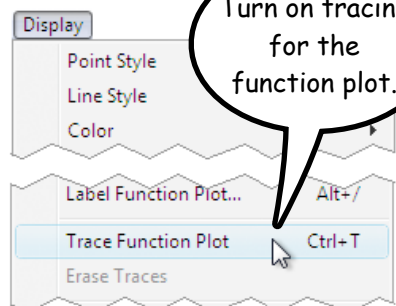 Display
Turn on tracin
for the
function plot.
Point Style
Line Style
Color
Label Function Plot... Alt+/
Trace Function Plot Ctrl+T
Erase Traces